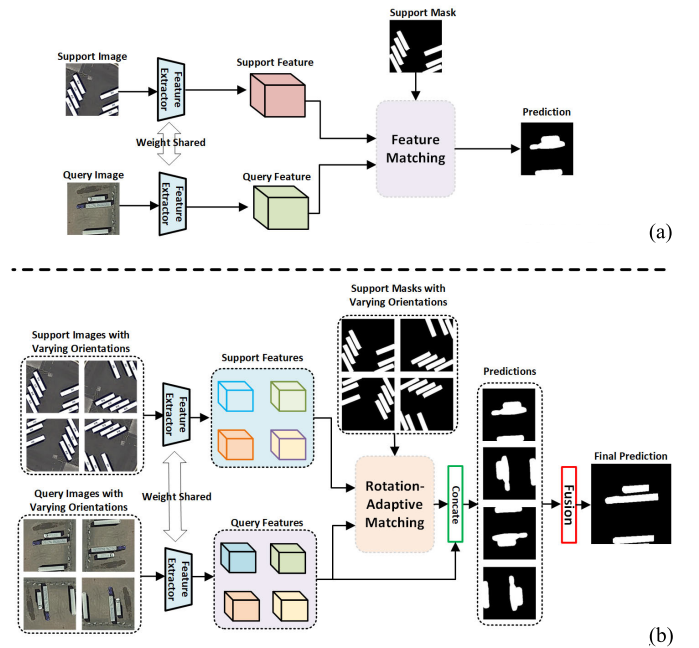 Support Mask
Support Image
Feature
Extractor
Support Feature
Prediction
Weight Shared
Feature
Matching
Query Image
Feature
Extractor
Query Feature
(a)
Support Masks with
Varying Orientations
Support Images with
Varying Orientations
Feature
Extractor
Support Features
Predictions
Final Prediction
Weight Shared
Rotation-
Adaptive
Matching
Concate
Fusion
Query Images with
Varying Orientations
Feature
Extractor
Query Features
(b)